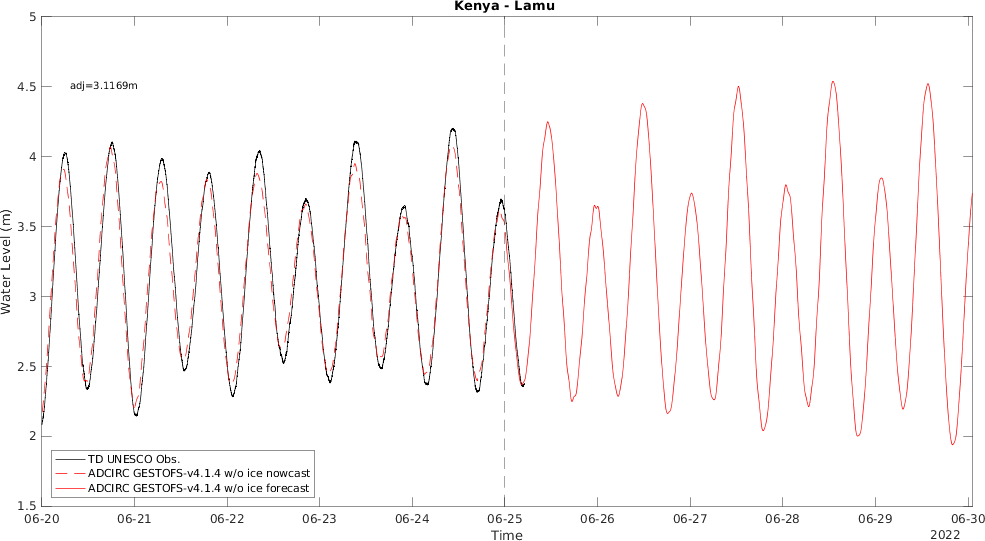 Kenya - Lamu
5
4.5
4
3.5
3
2.5
2
1.5
Water Level (m)
adj=3.1169m
TD UNESCO Obs.
ADCIRC GESTOFS-v4.1.4 w/o ice nowcast
ADCIRC GESTOFS-v4.1.4 w/o ice forecast
06-20 06-21 06-22 06-23 06-24 06-25 06-26 06-27 06-28 06-29 06-30
Time
2022